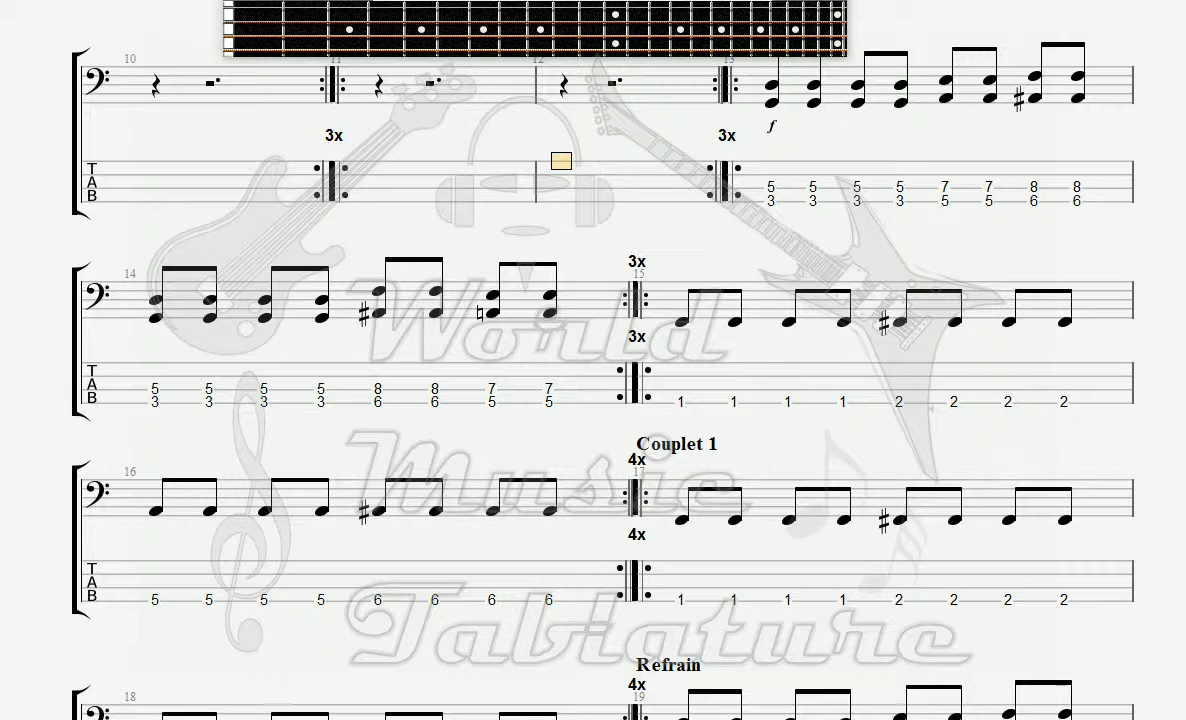 10 11 12 13
3x 3x
f
T
A
B
5 5 5 5 7 7 8 8
3 3 3 3 5 5 6 6
14 3x 15
3x
T
A
B
5 5 5 5 8 8 7 7
3 3 3 3 6 6 5 5 1 1 1 1 2 2 2 2
World
Couplet 1
16 4x 17
Music
4x
T
A
B
5 5 5 5 6 6 6 6 1 1 1 1 2 2 2 2
Tablature
Refrain
18 4x 19